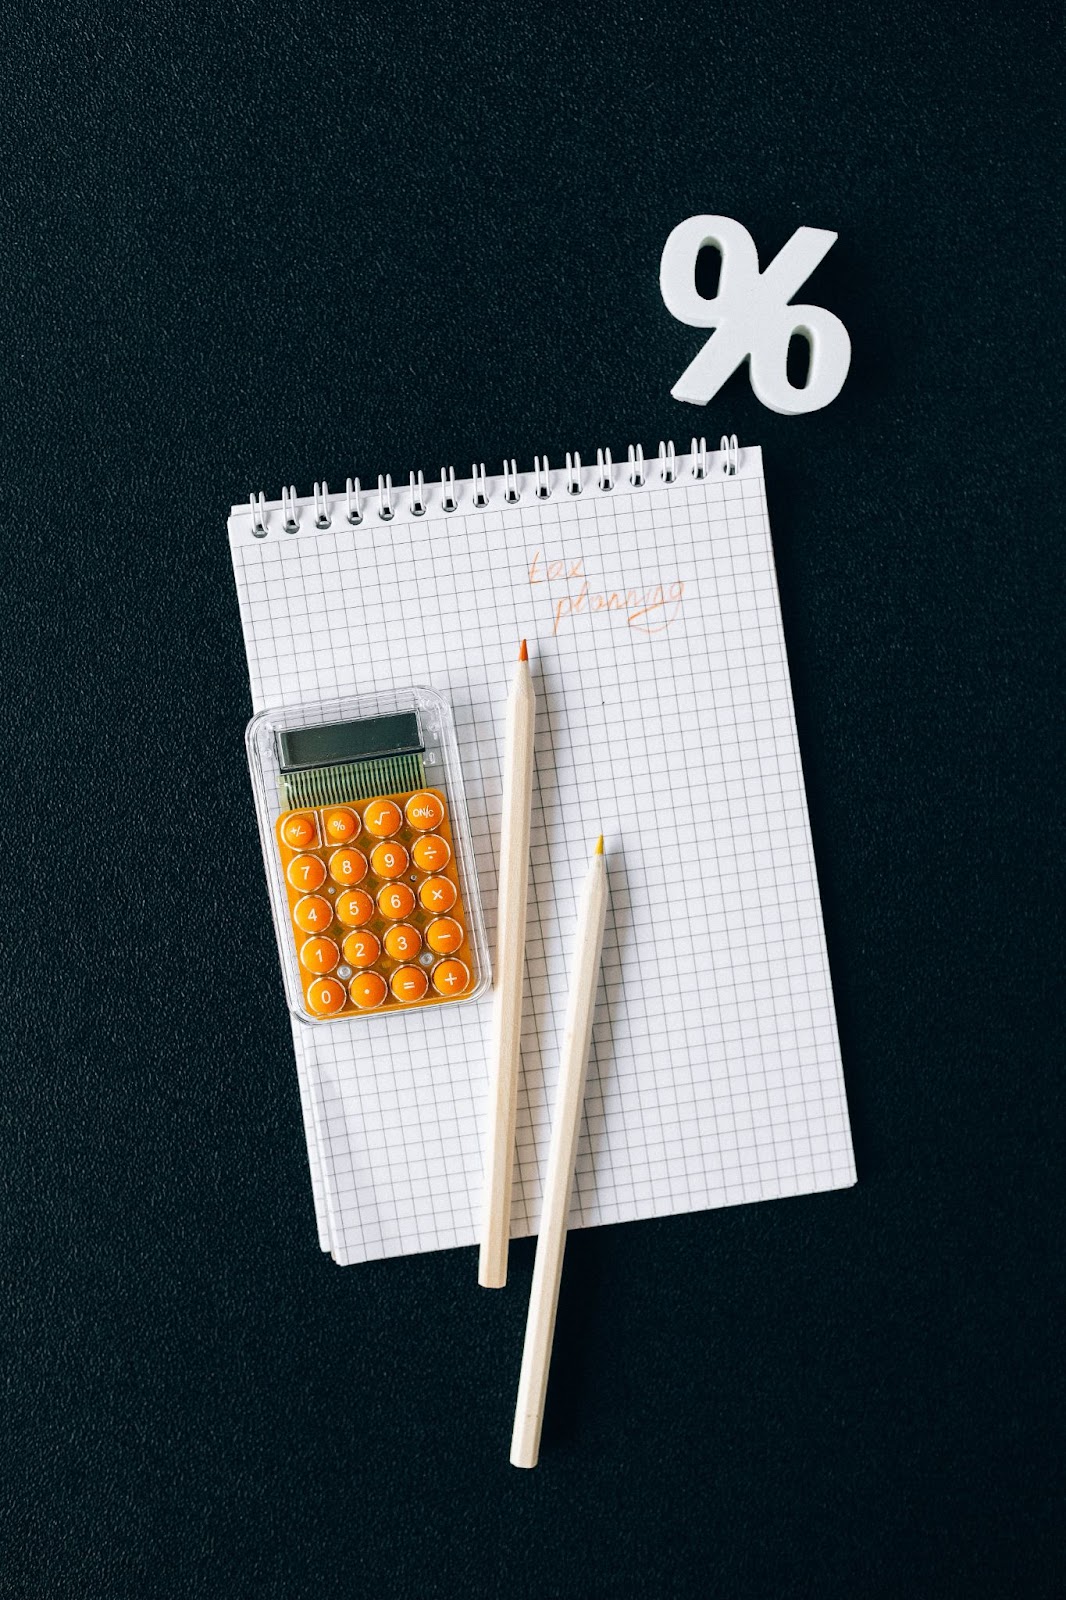 %
tax
planning
+/- % √ ON/C
7 8 9 ÷
4 5 6 ×
1 2 3 −
0 . = +